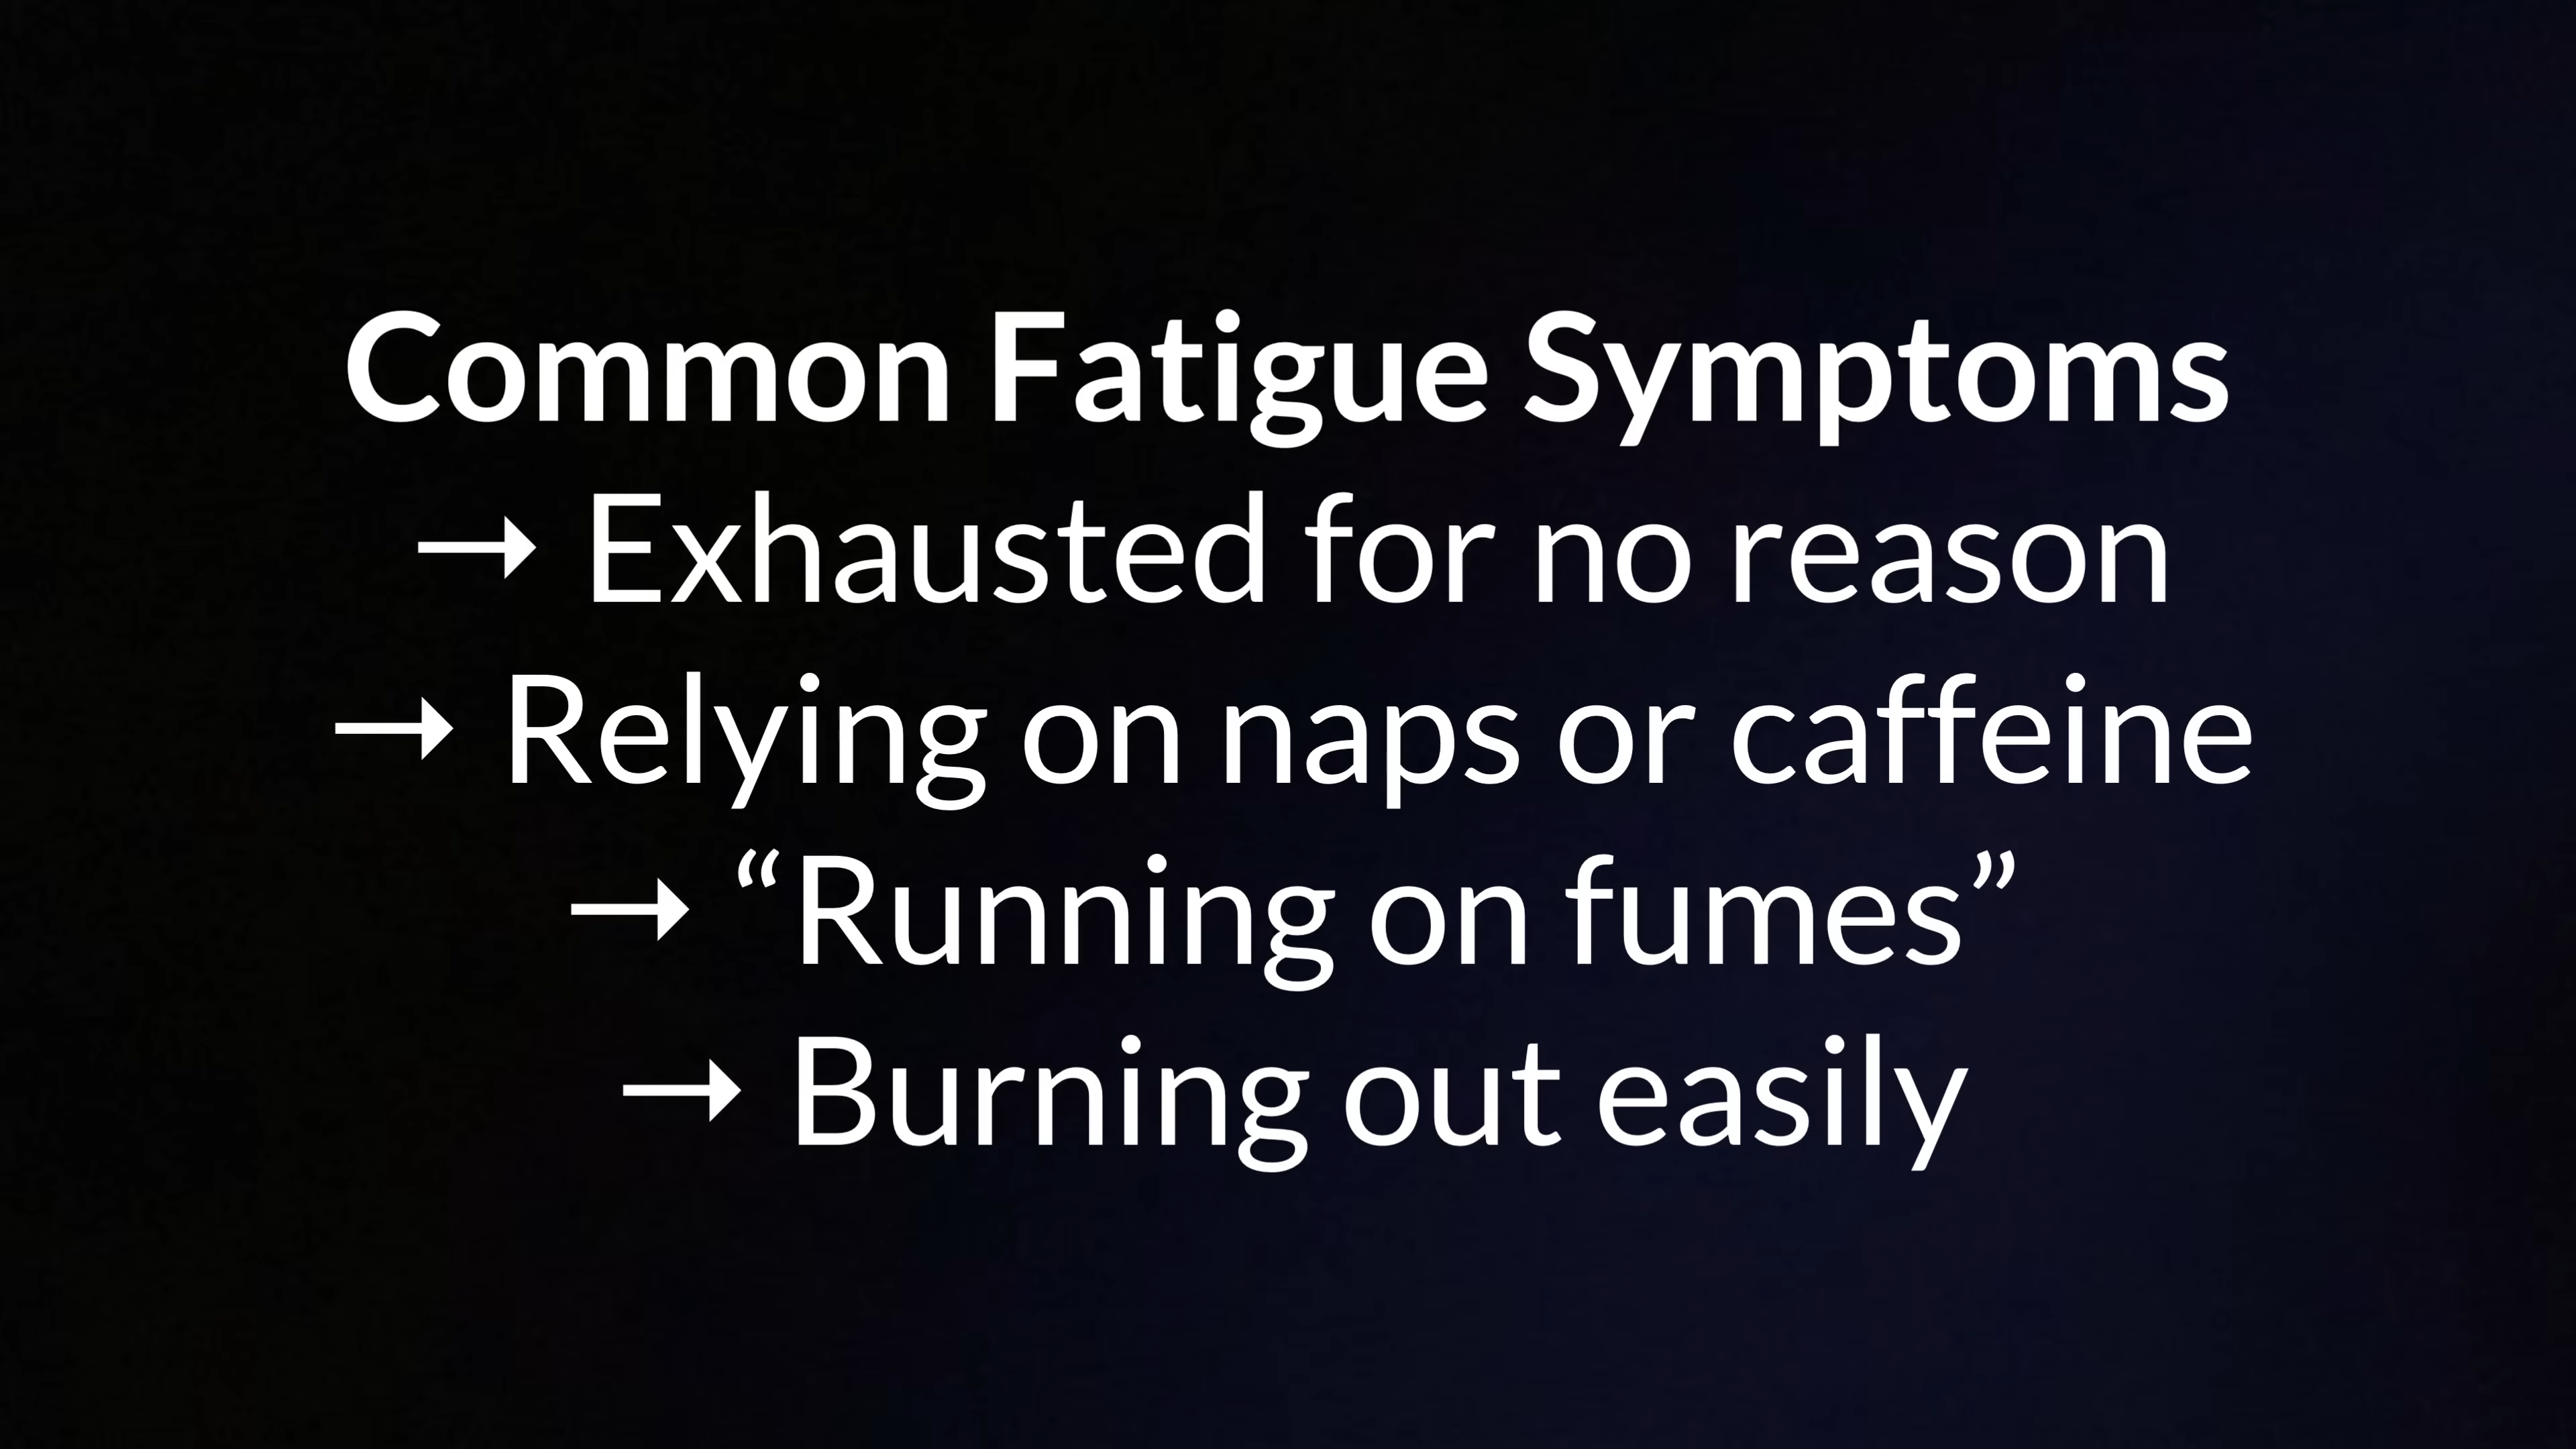 Common Fatigue Symptoms
→ Exhausted for no reason
→ Relying on naps or caffeine
→ “Running on fumes”
→ Burning out easily